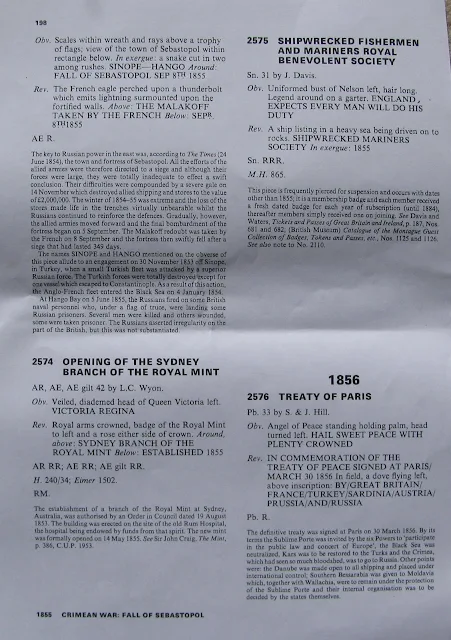 198
Obv. Scales within wreath and rays above a trophy
of flags; view of the town of Sebastopol within
rectangle below. In exergue: a snake cut in two
among rushes. SINOPE—HANGO Around:
FALL OF SEBASTOPOL SEP 8TH 1855
Rev. The French eagle perched upon a thunderbolt
which emits lightning surmounted upon the
fortified walls. Above: THE MALAKOFF
TAKEN BY THE FRENCH Below: SEPR.
8TH 1855
AE R.
The key to Russian power in the east was, according to The Times (24
June 1854), the town and fortress of Sebastopol. All the efforts of the
allied armies were therefore directed to a siege and although their
forces were large, they were totally inadequate to effect a swift
conclusion. Their difficulties were compounded by a severe gale on
14 November which destroyed allied shipping and stores to the value
of £2,000,000. The winter of 1854–55 was extreme and the loss of the
stores made life in the trenches virtually unbearable whilst the
Russians continued to reinforce the defences. Gradually, however,
the allied armies moved forward and the final bombardment of the
fortress began on 3 September. The Malakoff redoubt was taken by
the French on 8 September and the fortress then swiftly fell after a
siege that had lasted 349 days.
The names SINOPE and HANGO mentioned on the obverse of
this piece allude to an engagement on 30 November 1853 off Sinope,
in Turkey, when a small Turkish fleet was attacked by a superior
Russian force. The Turkish forces were totally destroyed except for
one vessel which escaped to Constantinople. As a result of this action,
the Anglo-French fleet entered the Black Sea on 4 January 1854.
At Hango Bay on 5 June 1855, the Russians fired on some British
naval personnel who, under a flag of truce, were landing some
Russian prisoners. Several men were killed and others wounded,
some were taken prisoner. The Russians asserted irregularity on the
part of the British, but this was not substantiated.
2574 OPENING OF THE SYDNEY
BRANCH OF THE ROYAL MINT
AR, AE, AE gilt 42 by L.C. Wyon.
Obv. Veiled, diademed head of Queen Victoria left.
VICTORIA REGINA
Rev. Royal arms crowned, badge of the Royal Mint
to left and a rose either side of crown. Around,
above: SYDNEY BRANCH OF THE
ROYAL MINT Below: ESTABLISHED 1855
AR RR; AE RR; AE gilt RR.
H. 240/34; Eimer 1502.
RM.
The establishment of a branch of the Royal Mint at Sydney,
Australia, was authorised by an Order in Council dated 19 August
1853. The building was erected on the site of the old Rum Hospital,
the hospital being endowed by funds from that spirit. The new mint
was formally opened on 14 May 1855. See Sir John Craig, The Mint,
p. 386, C.U.P. 1953.
1855 CRIMEAN WAR: FALL OF SEBASTOPOL
2575 SHIPWRECKED FISHERMEN
AND MARINERS ROYAL
BENEVOLENT SOCIETY
Sn. 31 by J. Davis.
Obv. Uniformed bust of Nelson left, hair long.
Legend around on a garter. ENGLAND,
EXPECTS EVERY MAN WILL DO HIS
DUTY
Rev. A ship listing in a heavy sea being driven on to
rocks. SHIPWRECKED MARINERS
SOCIETY In exergue: 1855
Sn. RRR.
M.H. 865.
This piece is frequently pierced for suspension and occurs with dates
other than 1855; it is a membership badge and each member received
a fresh dated badge for each year of subscription (until 1884),
thereafter members simply received one on joining. See Davis and
Waters, Tickets and Passes of Great Britain and Ireland, p. 187, Nos.
681 and 682, (British Museum) Catalogue of the Montague Guest
Collection of Badges, Tokens and Passes, etc., Nos. 1125 and 1126.
See also note to No. 2110.
1856
2576 TREATY OF PARIS
Pb. 33 by S. & J. Hill.
Obv. Angel of Peace standing holding palm, head
turned left. HAIL SWEET PEACE WITH
PLENTY CROWNED
Rev. IN COMMEMORATION OF THE
TREATY OF PEACE SIGNED AT PARIS/
MARCH 30 1856 In field, a dove flying left,
above inscription: BY/GREAT BRITAIN/
FRANCE/TURKEY/SARDINIA/AUSTRIA/
PRUSSIA/AND/RUSSIA
Pb. R.
The definitive treaty was signed at Paris on 30 March 1856. By its
terms the Sublime Porte was invited by the six Powers to 'participate
in the public law and concert of Europe', the Black Sea was
neutralized, Kars was to be restored to the Turks and the Crimea,
which had seen so much bloodshed, was to go to Russia. Other points
were: the Danube was made open to all shipping and placed under
international control; Southern Bessarabia was given to Moldavia
which, together with Wallachia, were to remain under the protection
of the Sublime Porte and their internal organisation was to be
decided by the states themselves.